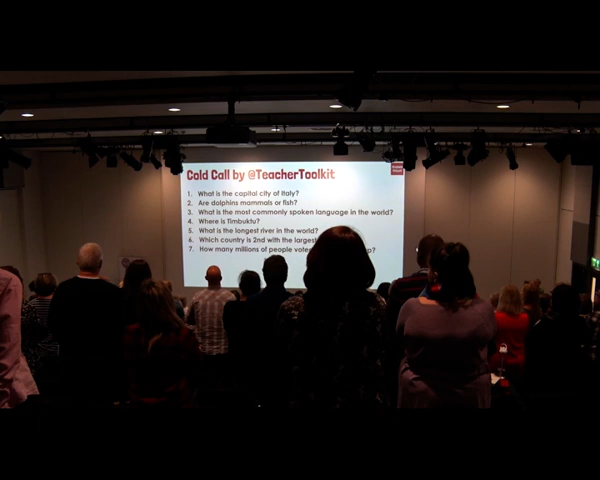 Cold Call by @TeacherToolkit
1. What is the capital city of Italy?
2. Are dolphins mammals or fish?
3. What is the most commonly spoken language in the world?
4. Where is Timbuktu?
5. What is the longest river in the world?
6. Which country is 2nd with the largest
7. How many millions of people vote p?